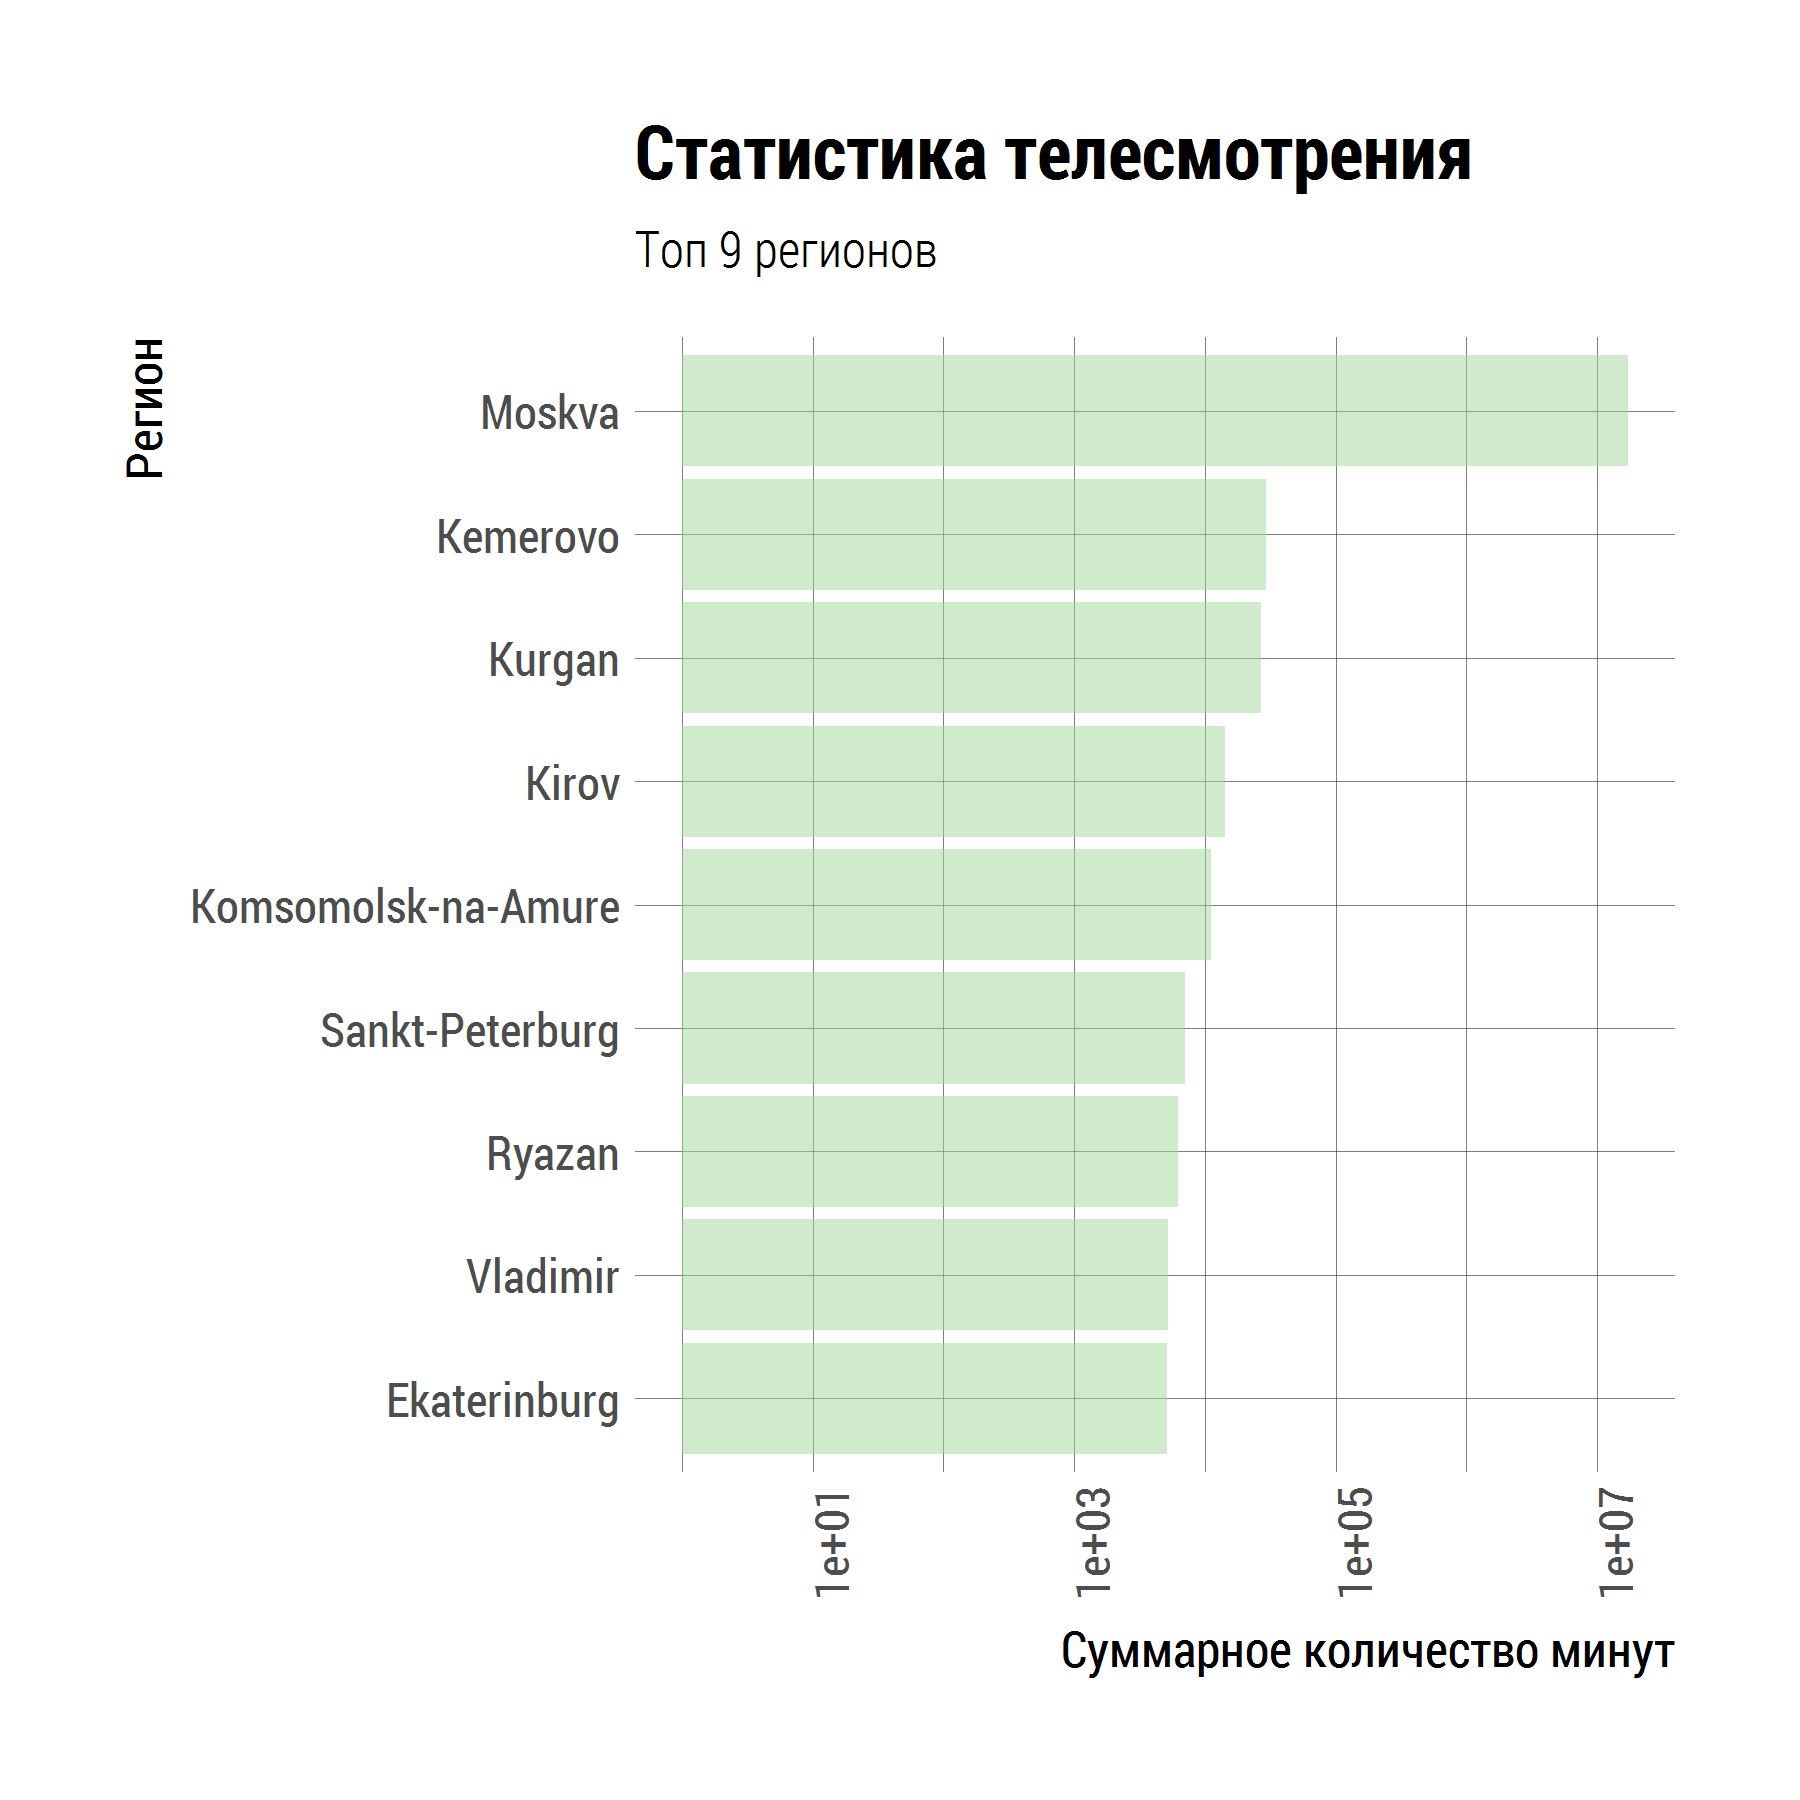 Статистика телесмотрения
Топ 9 регионов
Регион
Moskva
Kemerovo
Kurgan
Kirov
Komsomolsk-na-Amure
Sankt-Peterburg
Ryazan
Vladimir
Ekaterinburg
1e+01
1e+03
1e+05
1e+07
Суммарное количество минут